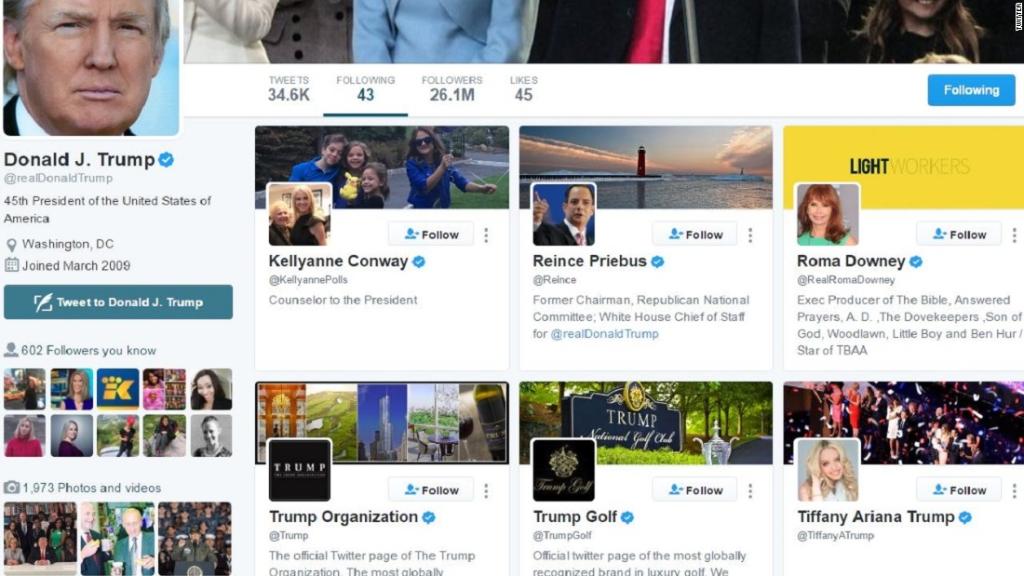 TWITTER
TWEETS
34.6K
FOLLOWING
43
FOLLOWERS
26.1M
LIKES
45
Following
Donald J. Trump
@realDonaldTrump
45th President of the United States of
America
Washington, DC
Joined March 2009
Tweet to Donald J. Trump
602 Followers you know
1,973 Photos and videos
Follow
Kellyanne Conway
@KellyannePolls
Counselor to the President
Follow
Reince Priebus
@Reince
Former Chairman, Republican National
Committee; White House Chief of Staff
for @realDonaldTrump
LIGHTWORKERS
Follow
Roma Downey
@RealRomaDowney
Exec Producer of The Bible, Answered
Prayers, A. D. ,The Dovekeepers ,Son of
God, Woodlawn, Little Boy and Ben Hur /
Star of TBAA
TRUMP
Follow
Trump Organization
@Trump
The official Twitter page of The Trump
Organization. The most globally
TRUMP
National Golf Club
Trump Golf
Follow
Trump Golf
@TrumpGolf
Official twitter page of the most globally
recognized brand in luxury golf. We
Follow
Tiffany Ariana Trump
@TiffanyATrump